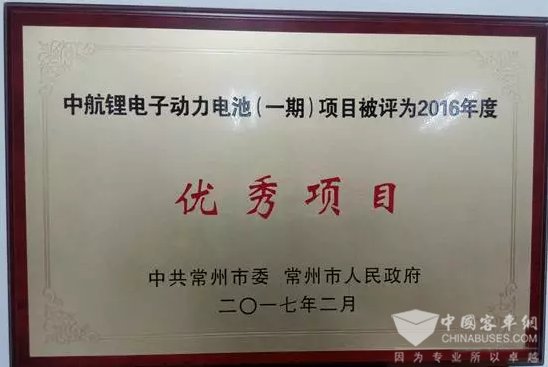 中航锂电子动力电池(一期)项目被评为2016年度
优秀项目
中共常州市委 常州市人民政府
二〇一七年二月
中國客車網
CHINABUSES.COM
因为专业所以卓越